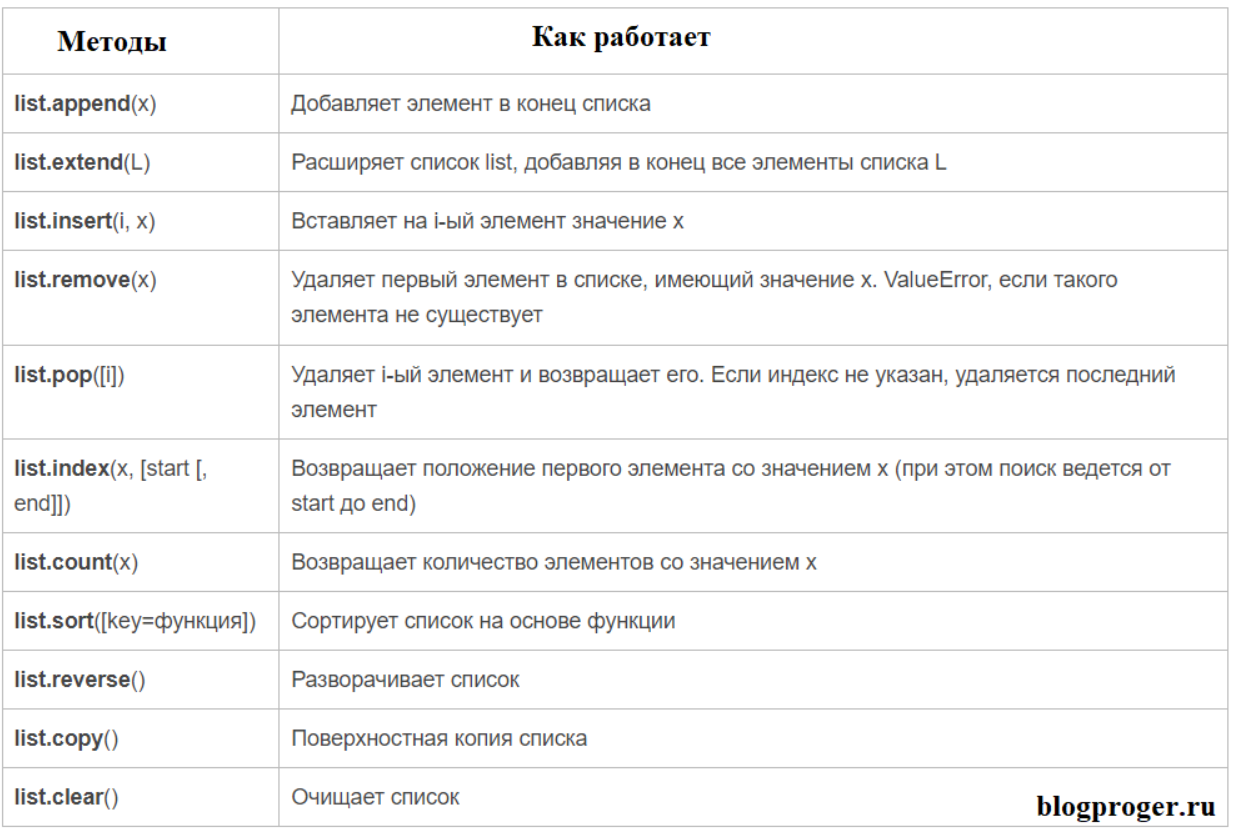 Методы Как работает
list.append(x) Добавляет элемент в конец списка
list.extend(L) Расширяет список list, добавляя в конец все элементы списка L
list.insert(i, x) Вставляет на i-ый элемент значение x
list.remove(x) Удаляет первый элемент в списке, имеющий значение x. ValueError, если такого
элемента не существует
list.pop([i]) Удаляет i-ый элемент и возвращает его. Если индекс не указан, удаляется последний
элемент
list.index(x, [start [, Возвращает положение первого элемента со значением x (при этом поиск ведется от
end]]) start до end)
list.count(x) Возвращает количество элементов со значением x
list.sort([key=функция]) Сортирует список на основе функции
list.reverse() Разворачивает список
list.copy() Поверхностная копия списка
list.clear() Очищает список
blogproger.ru